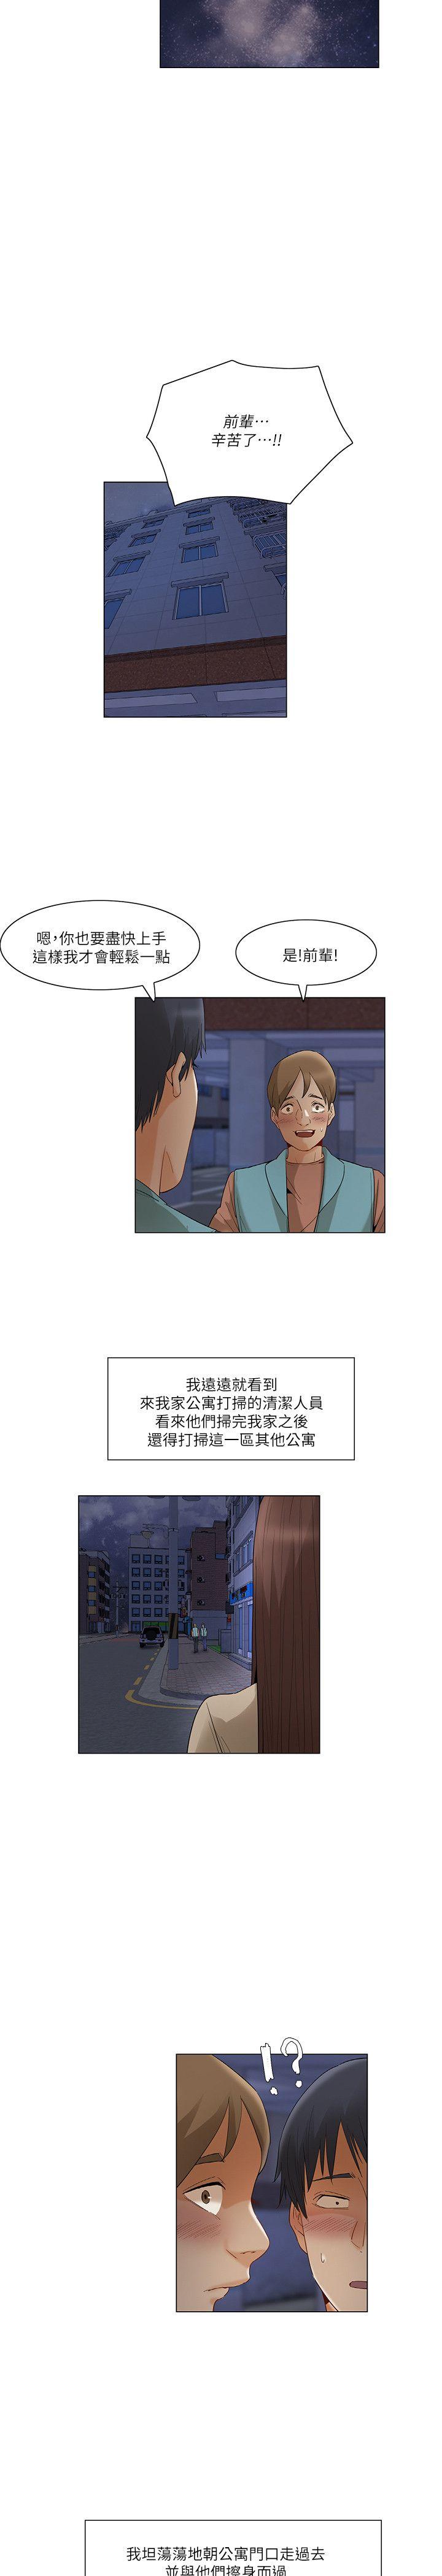 前輩…
辛苦了…!!
嗯，你也要盡快上手
這樣我才會輕鬆一點
是!前輩!
我遠遠就看到
來我家公寓打掃的清潔人員
看來他們掃完我家之後
還得打掃這一區其他公寓
!?
我坦蕩蕩地朝公寓門口走過去
並與他們擦身而過